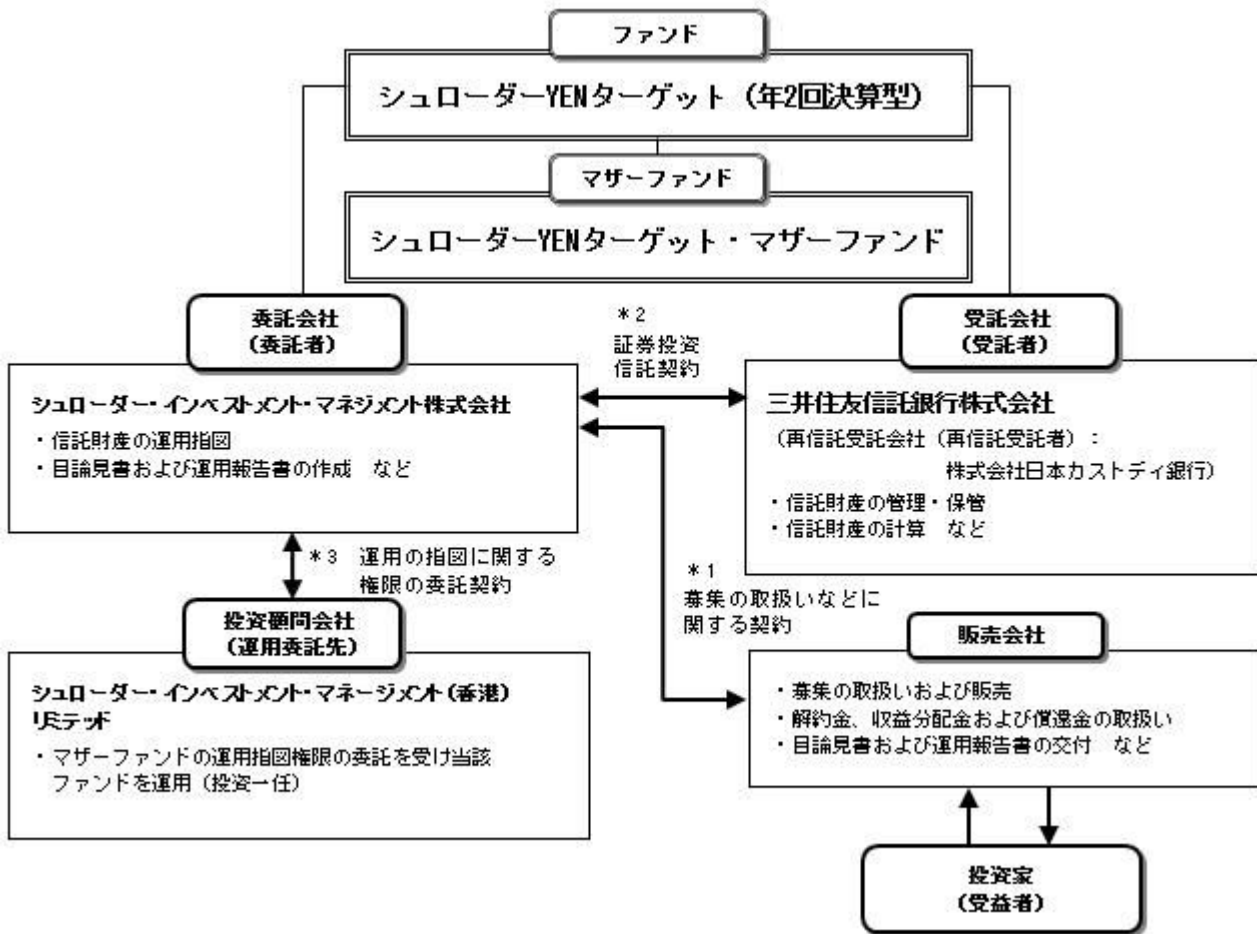 ファンド
シュローダーYENターゲット（年2回決算型）
マザーファンド
シュローダーYENターゲット・マザーファンド
委託会社
（委託者）
シュローダー・インベストメント・マネジメント株式会社
・信託財産の運用指図
・目論見書および運用報告書の作成　など
＊2
証券投資
信託契約
受託会社
（受託者）
三井住友信託銀行株式会社
（再信託受託会社（再信託受託者）：
株式会社日本カストディ銀行）
・信託財産の管理・保管
・信託財産の計算　など
＊3　運用の指図に関する
権限の委託契約
＊1
募集の取扱いなどに
関する契約
投資顧問会社
（運用委託先）
シュローダー・インベストメント・マネージメント（香港）
リミテッド
・マザーファンドの運用指図権限の委託を受け当該
ファンドを運用（投資一任）
販売会社
・募集の取扱いおよび販売
・解約金、収益分配金および償還金の取扱い
・目論見書および運用報告書の交付　など
投資家
（受益者）